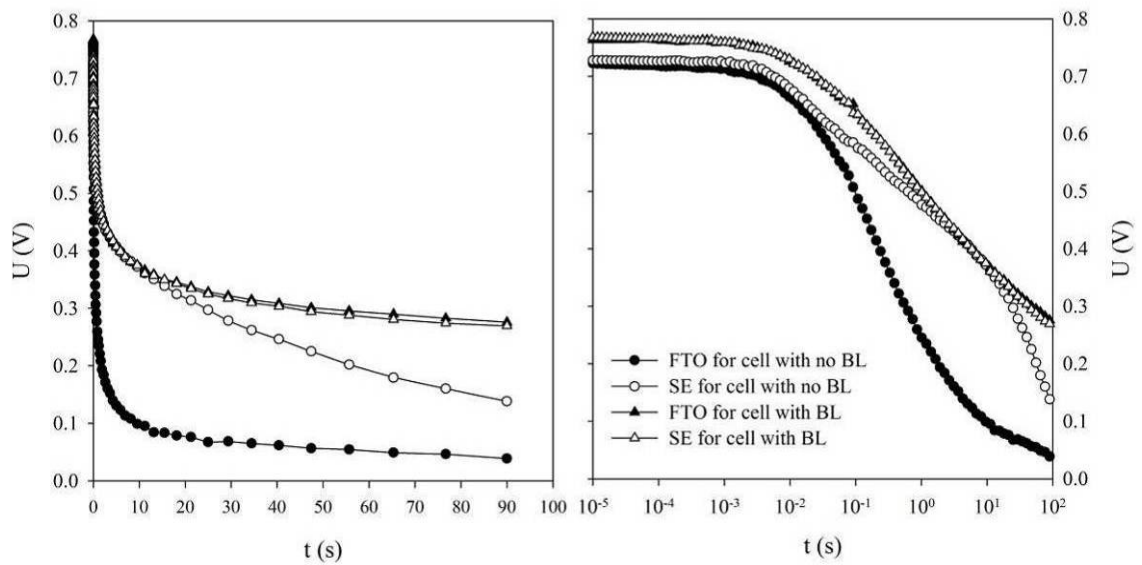 0.8
0.7
0.6
0.5
0.4
0.3
0.2
0.1
0.0
U (V)
0 10 20 30 40 50 60 70 80 90 100
t (s)
FTO for cell with no BL
SE for cell with no BL
FTO for cell with BL
SE for cell with BL
0.8
0.7
0.6
0.5
0.4
0.3
0.2
0.1
0.0
U (V)
10⁻⁵ 10⁻⁴ 10⁻³ 10⁻² 10⁻¹ 10⁰ 10¹ 10²
t (s)